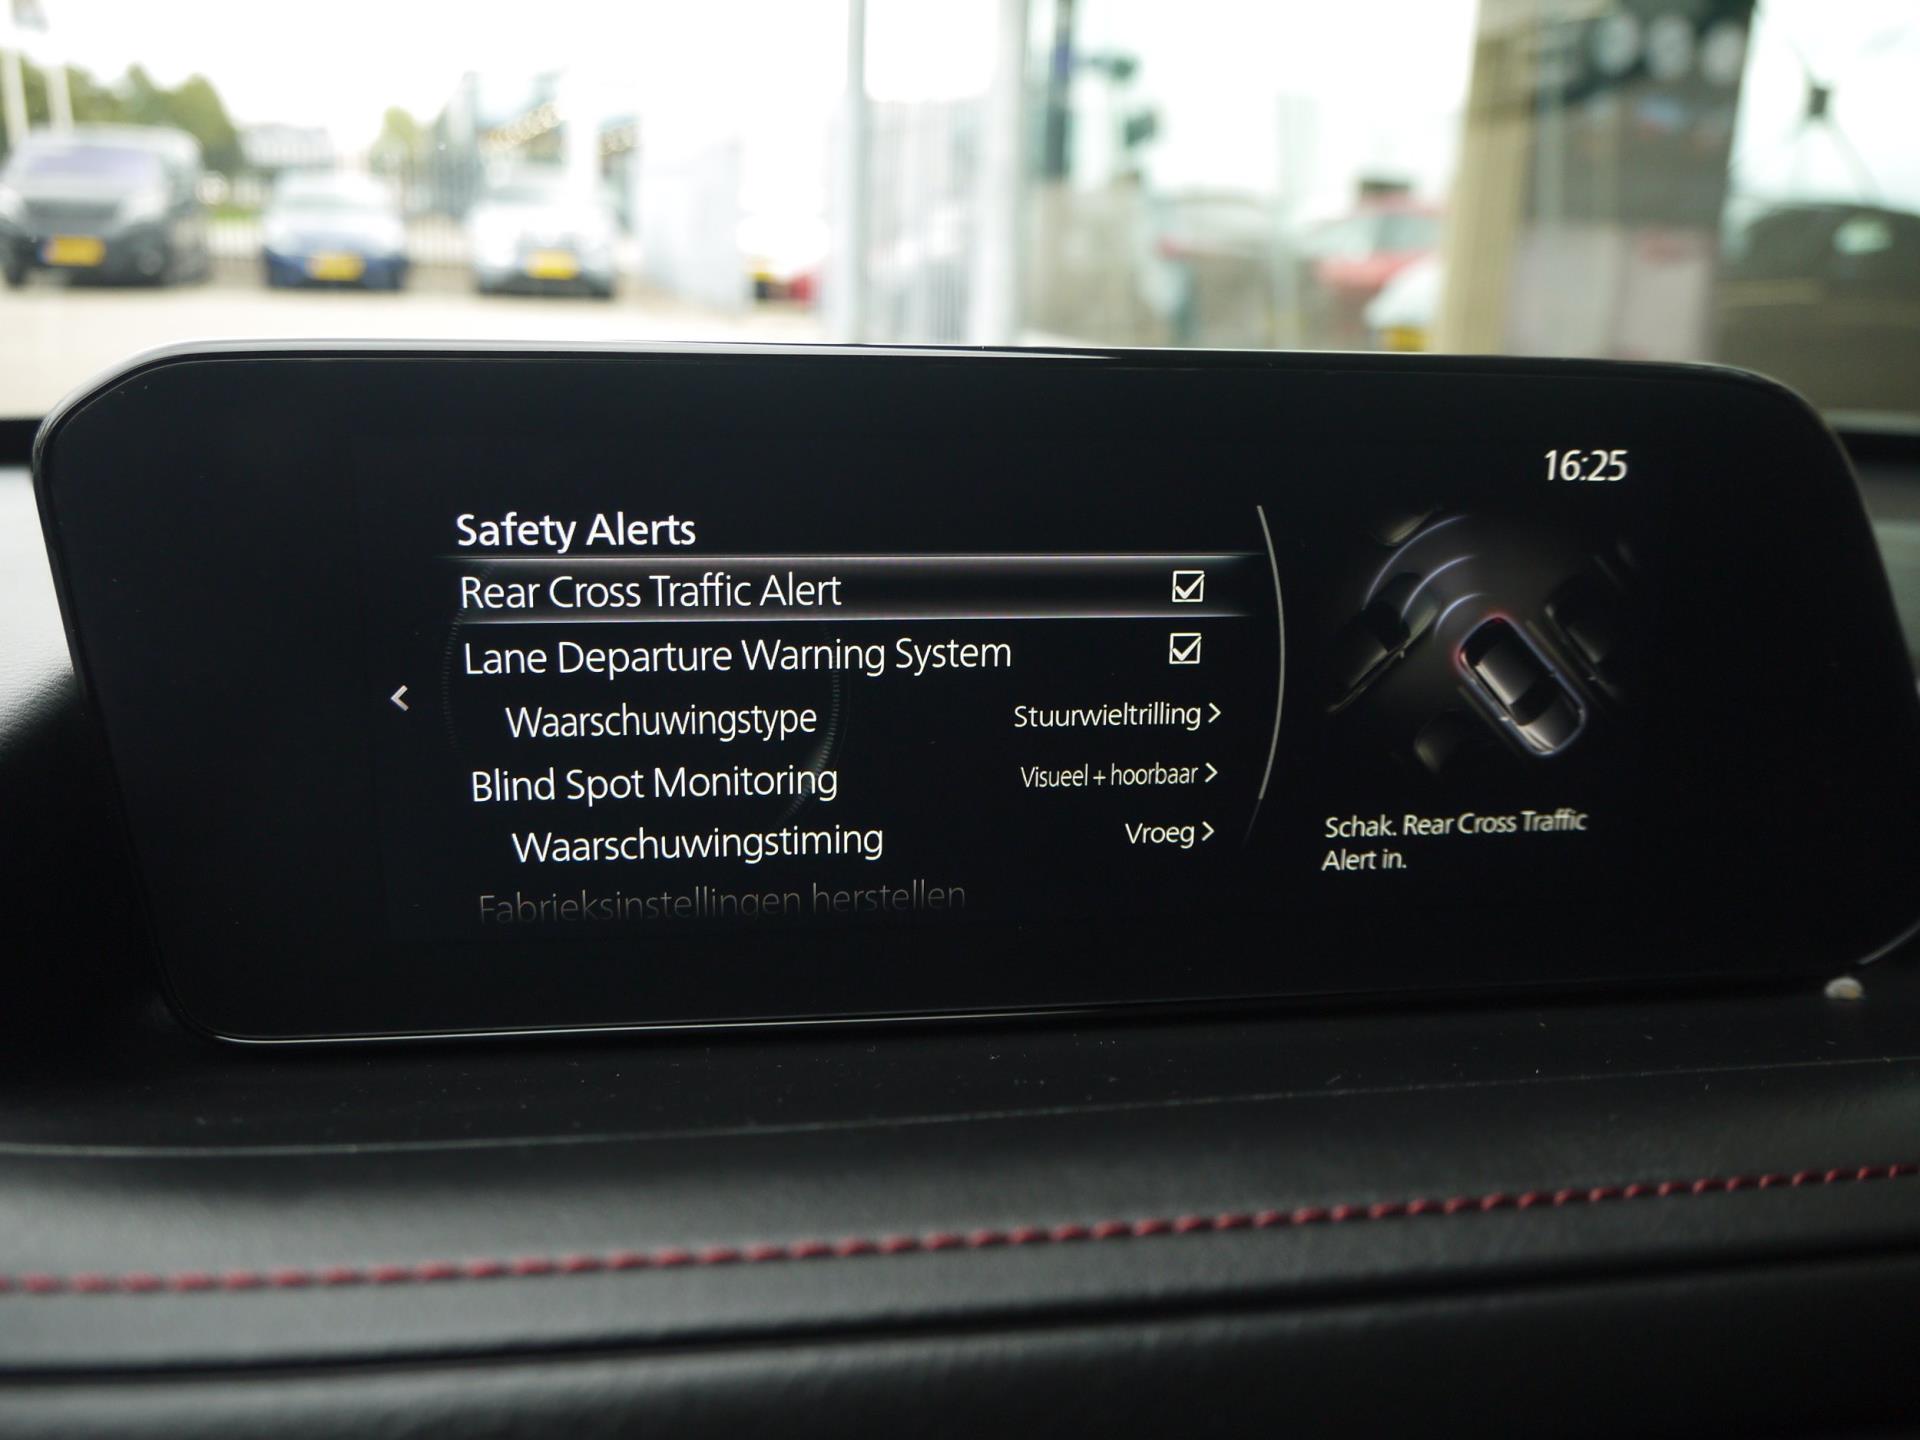 16:25
Safety Alerts
Rear Cross Traffic Alert
Lane Departure Warning System
Waarschuwingstype Stuurwieltrilling >
Blind Spot Monitoring Visueel + hoorbaar >
Waarschuwingstiming Vroeg >
Fabrieksinstellingen herstellen
Schak. Rear Cross Traffic
Alert in.